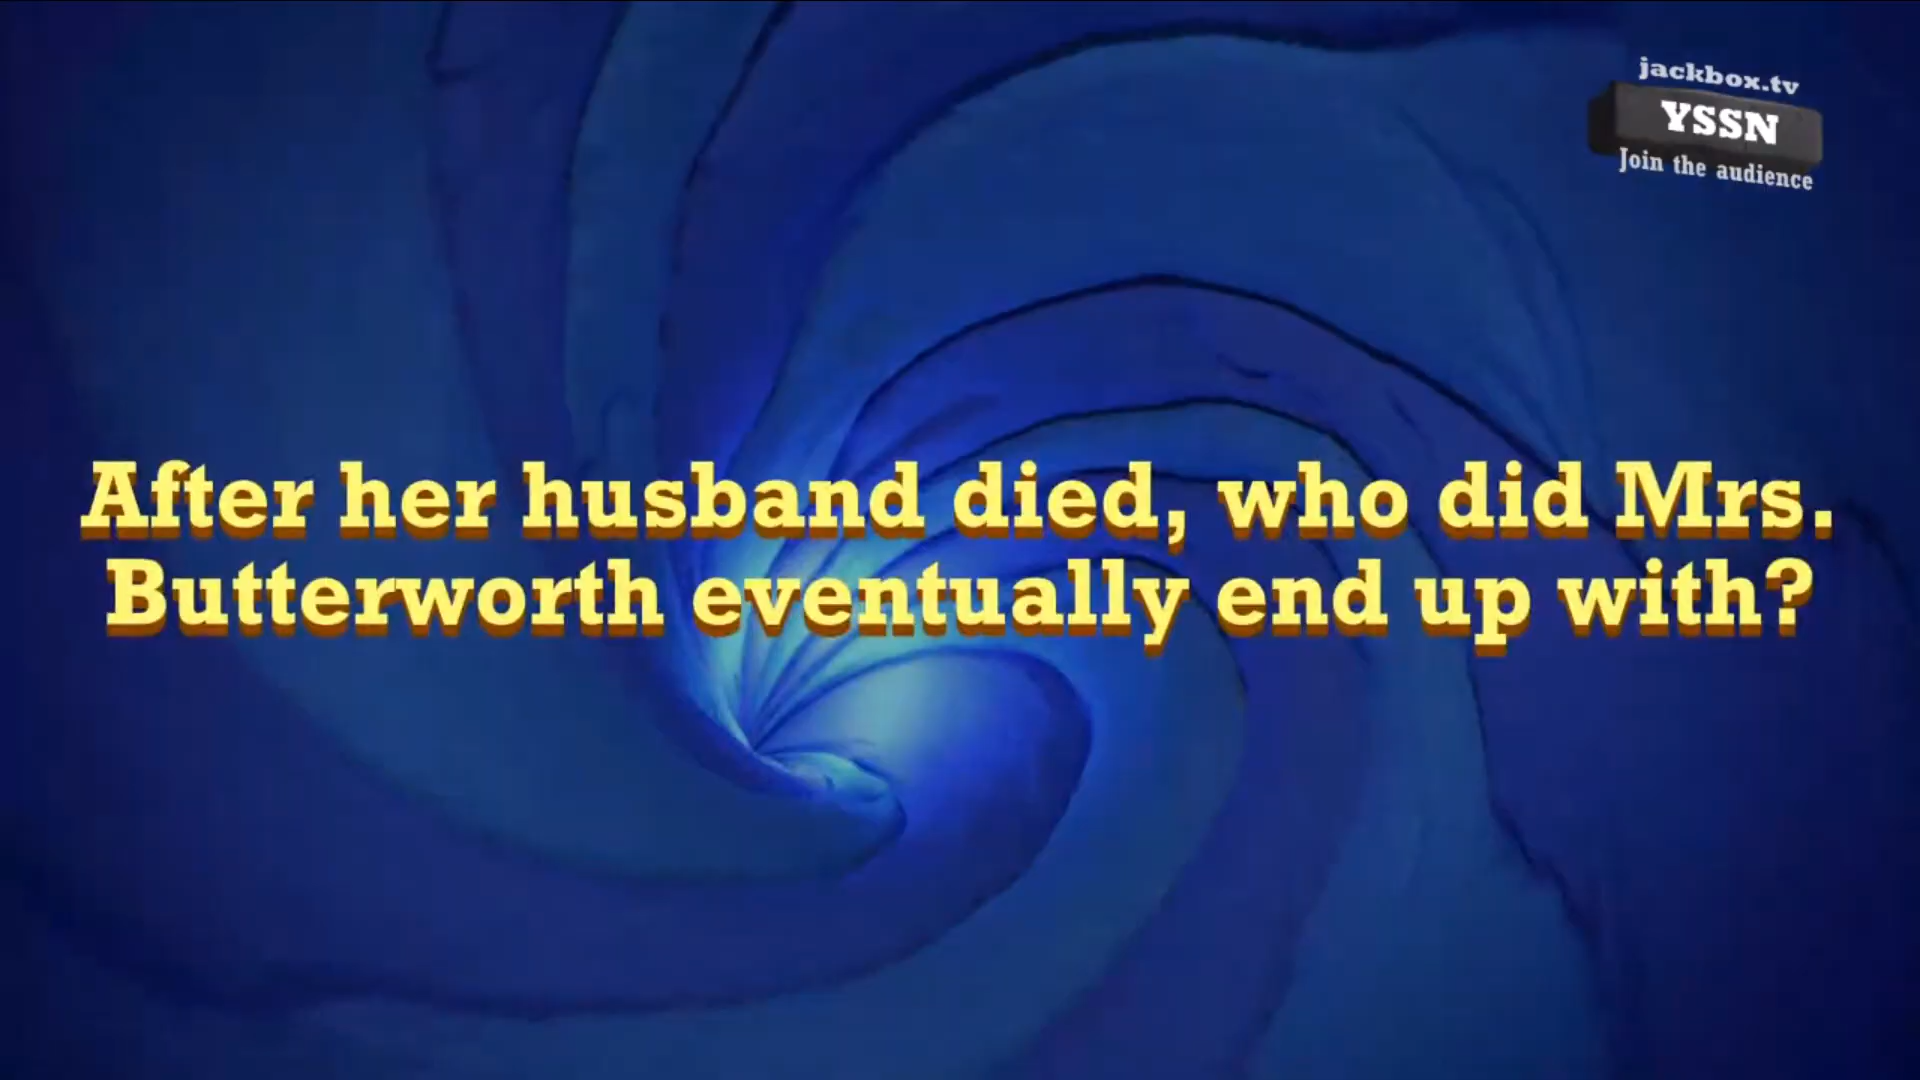 jackbox.tv
YSSN
Join the audience
After her husband died, who did Mrs.
Butterworth eventually end up with?